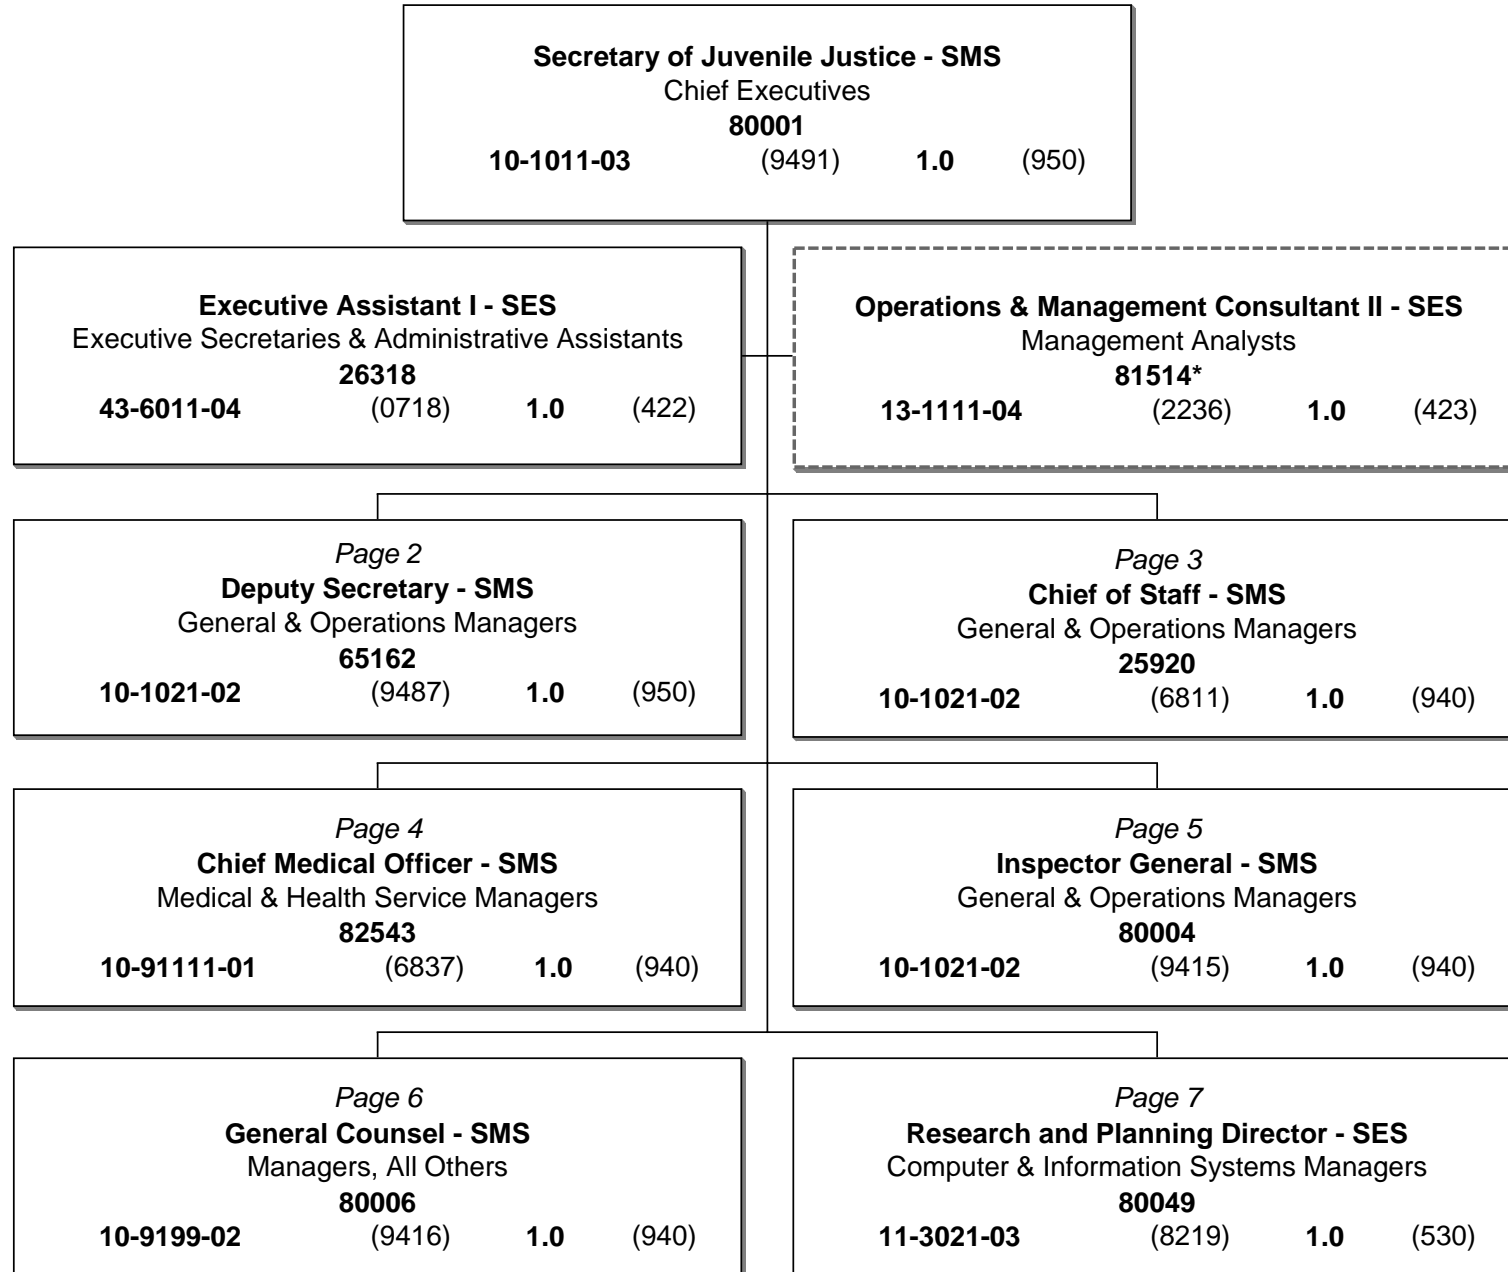 Secretary of Juvenile Justice - SMS
Chief Executives
80001
10-1011-03 (9491) 1.0 (950)
Executive Assistant I - SES
Executive Secretaries & Administrative Assistants
26318
43-6011-04 (0718) 1.0 (422)
Operations & Management Consultant II - SES
Management Analysts
81514*
13-1111-04 (2236) 1.0 (423)
Page 2
Deputy Secretary - SMS
General & Operations Managers
65162
10-1021-02 (9487) 1.0 (950)
Page 3
Chief of Staff - SMS
General & Operations Managers
25920
10-1021-02 (6811) 1.0 (940)
Page 4
Chief Medical Officer - SMS
Medical & Health Service Managers
82543
10-91111-01 (6837) 1.0 (940)
Page 5
Inspector General - SMS
General & Operations Managers
80004
10-1021-02 (9415) 1.0 (940)
Page 6
General Counsel - SMS
Managers, All Others
80006
10-9199-02 (9416) 1.0 (940)
Page 7
Research and Planning Director - SES
Computer & Information Systems Managers
80049
11-3021-03 (8219) 1.0 (530)